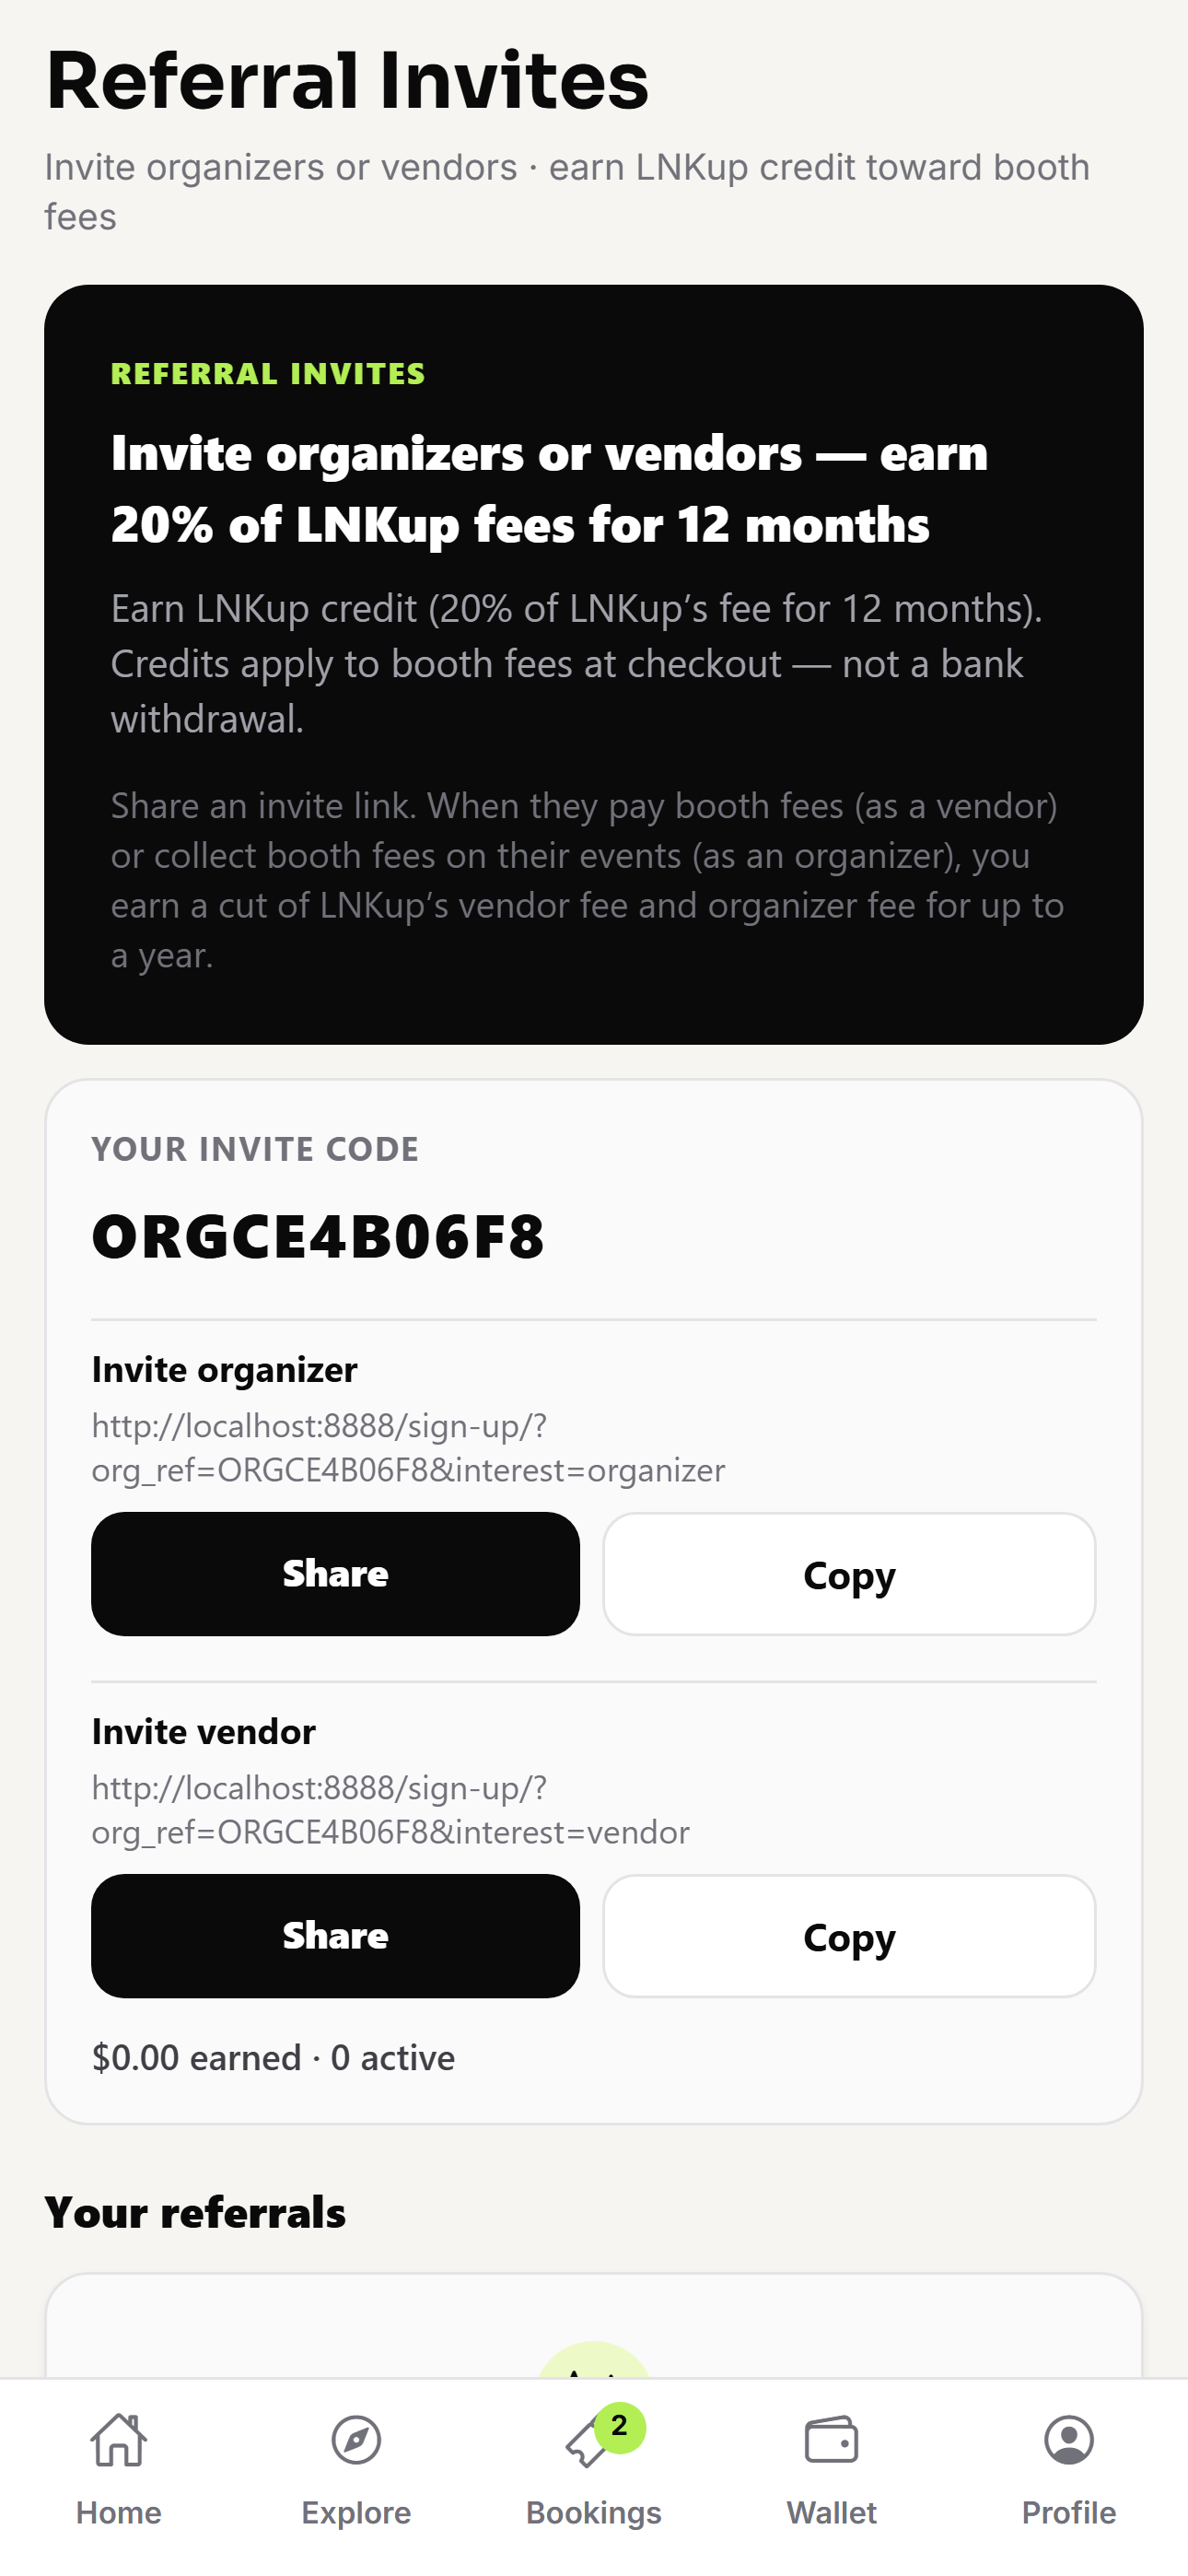 Referral Invites
Invite organizers or vendors · earn LNKup credit toward booth
fees
REFERRAL INVITES
Invite organizers or vendors — earn
20% of LNKup fees for 12 months
Earn LNKup credit (20% of LNKup’s fee for 12 months).
Credits apply to booth fees at checkout — not a bank
withdrawal.
Share an invite link. When they pay booth fees (as a vendor)
or collect booth fees on their events (as an organizer), you
earn a cut of LNKup’s vendor fee and organizer fee for up to
a year.
YOUR INVITE CODE
ORGCE4B06F8
Invite organizer
http://localhost:8888/sign-up/?
org_ref=ORGCE4B06F8&interest=organizer
Share
Copy
Invite vendor
http://localhost:8888/sign-up/?
org_ref=ORGCE4B06F8&interest=vendor
Share
Copy
$0.00 earned · 0 active
Your referrals
2
Home
Explore
Bookings
Wallet
Profile